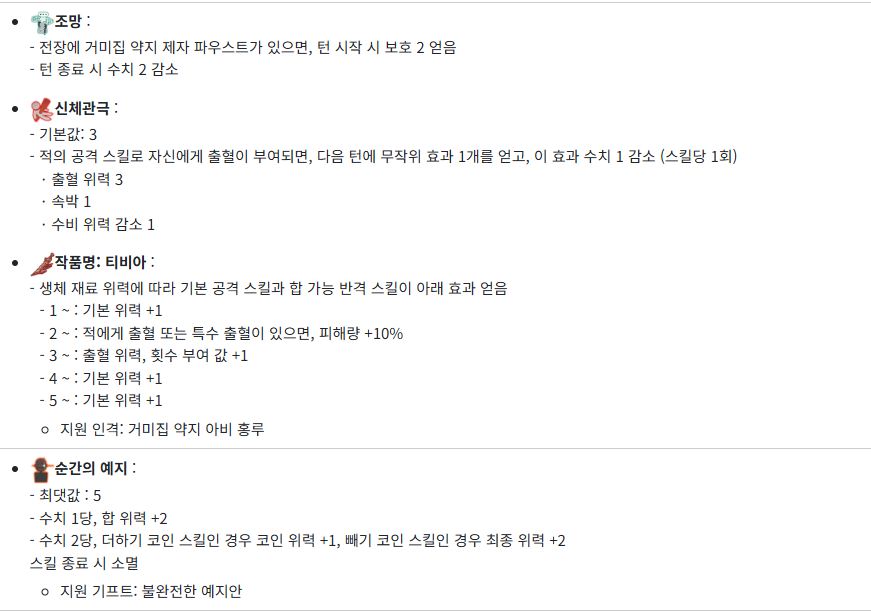 조망 :
- 전장에 거미집 약지 제자 파우스트가 있으면, 턴 시작 시 보호 2 얻음
- 턴 종료 시 수치 2 감소
신체관극 :
- 기본값: 3
- 적의 공격 스킬로 자신에게 출혈이 부여되면, 다음 턴에 무작위 효과 1개를 얻고, 이 효과 수치 1 감소 (스킬당 1회)
· 출혈 위력 3
· 속박 1
· 수비 위력 감소 1
작품명: 티비아 :
- 생체 재료 위력에 따라 기본 공격 스킬과 합 가능 반격 스킬이 아래 효과 얻음
- 1 ~ : 기본 위력 +1
- 2 ~ : 적에게 출혈 또는 특수 출혈이 있으면, 피해량 +10%
- 3 ~ : 출혈 위력, 횟수 부여 값 +1
- 4 ~ : 기본 위력 +1
- 5 ~ : 기본 위력 +1
지원 인격: 거미집 약지 아비 홍루
순간의 예지 :
- 최댓값 : 5
- 수치 1당, 합 위력 +2
- 수치 2당, 더하기 코인 스킬인 경우 코인 위력 +1, 빼기 코인 스킬인 경우 최종 위력 +2
스킬 종료 시 소멸
지원 기프트: 불완전한 예지안